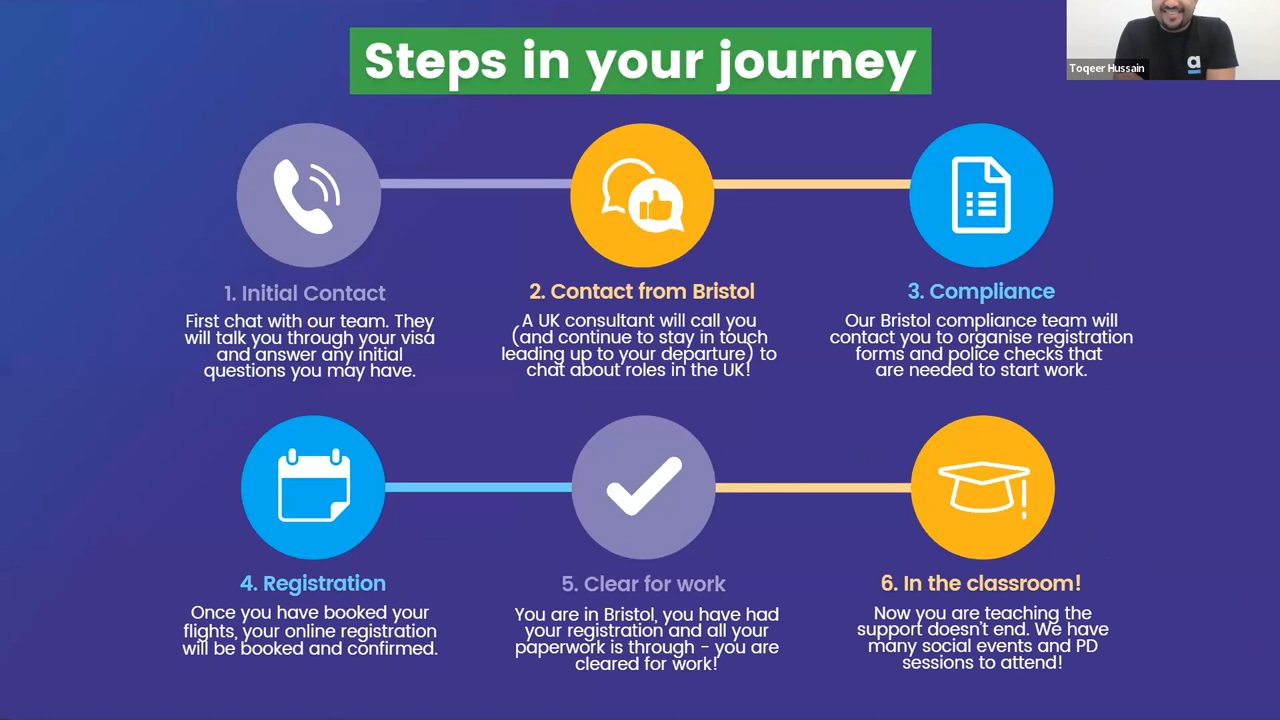 Steps in your journey
a
Toqeer Hussain
1. Initial Contact
First chat with our team. They
will talk you through your visa
and answer any initial
questions you may have.
2. Contact from Bristol
A UK consultant will call you
(and continue to stay in touch
leading up to your departure) to
chat about roles in the UK!
3. Compliance
Our Bristol compliance team will
contact you to organise registration
forms and police checks that
are needed to start work.
4. Registration
Once you have booked your
flights, your online registration
will be booked and confirmed.
5. Clear for work
You are in Bristol, you have had
your registration and all your
paperwork is through - you are
cleared for work!
6. In the classroom!
Now you are teaching the
support doesn't end. We have
many social events and PD
sessions to attend!